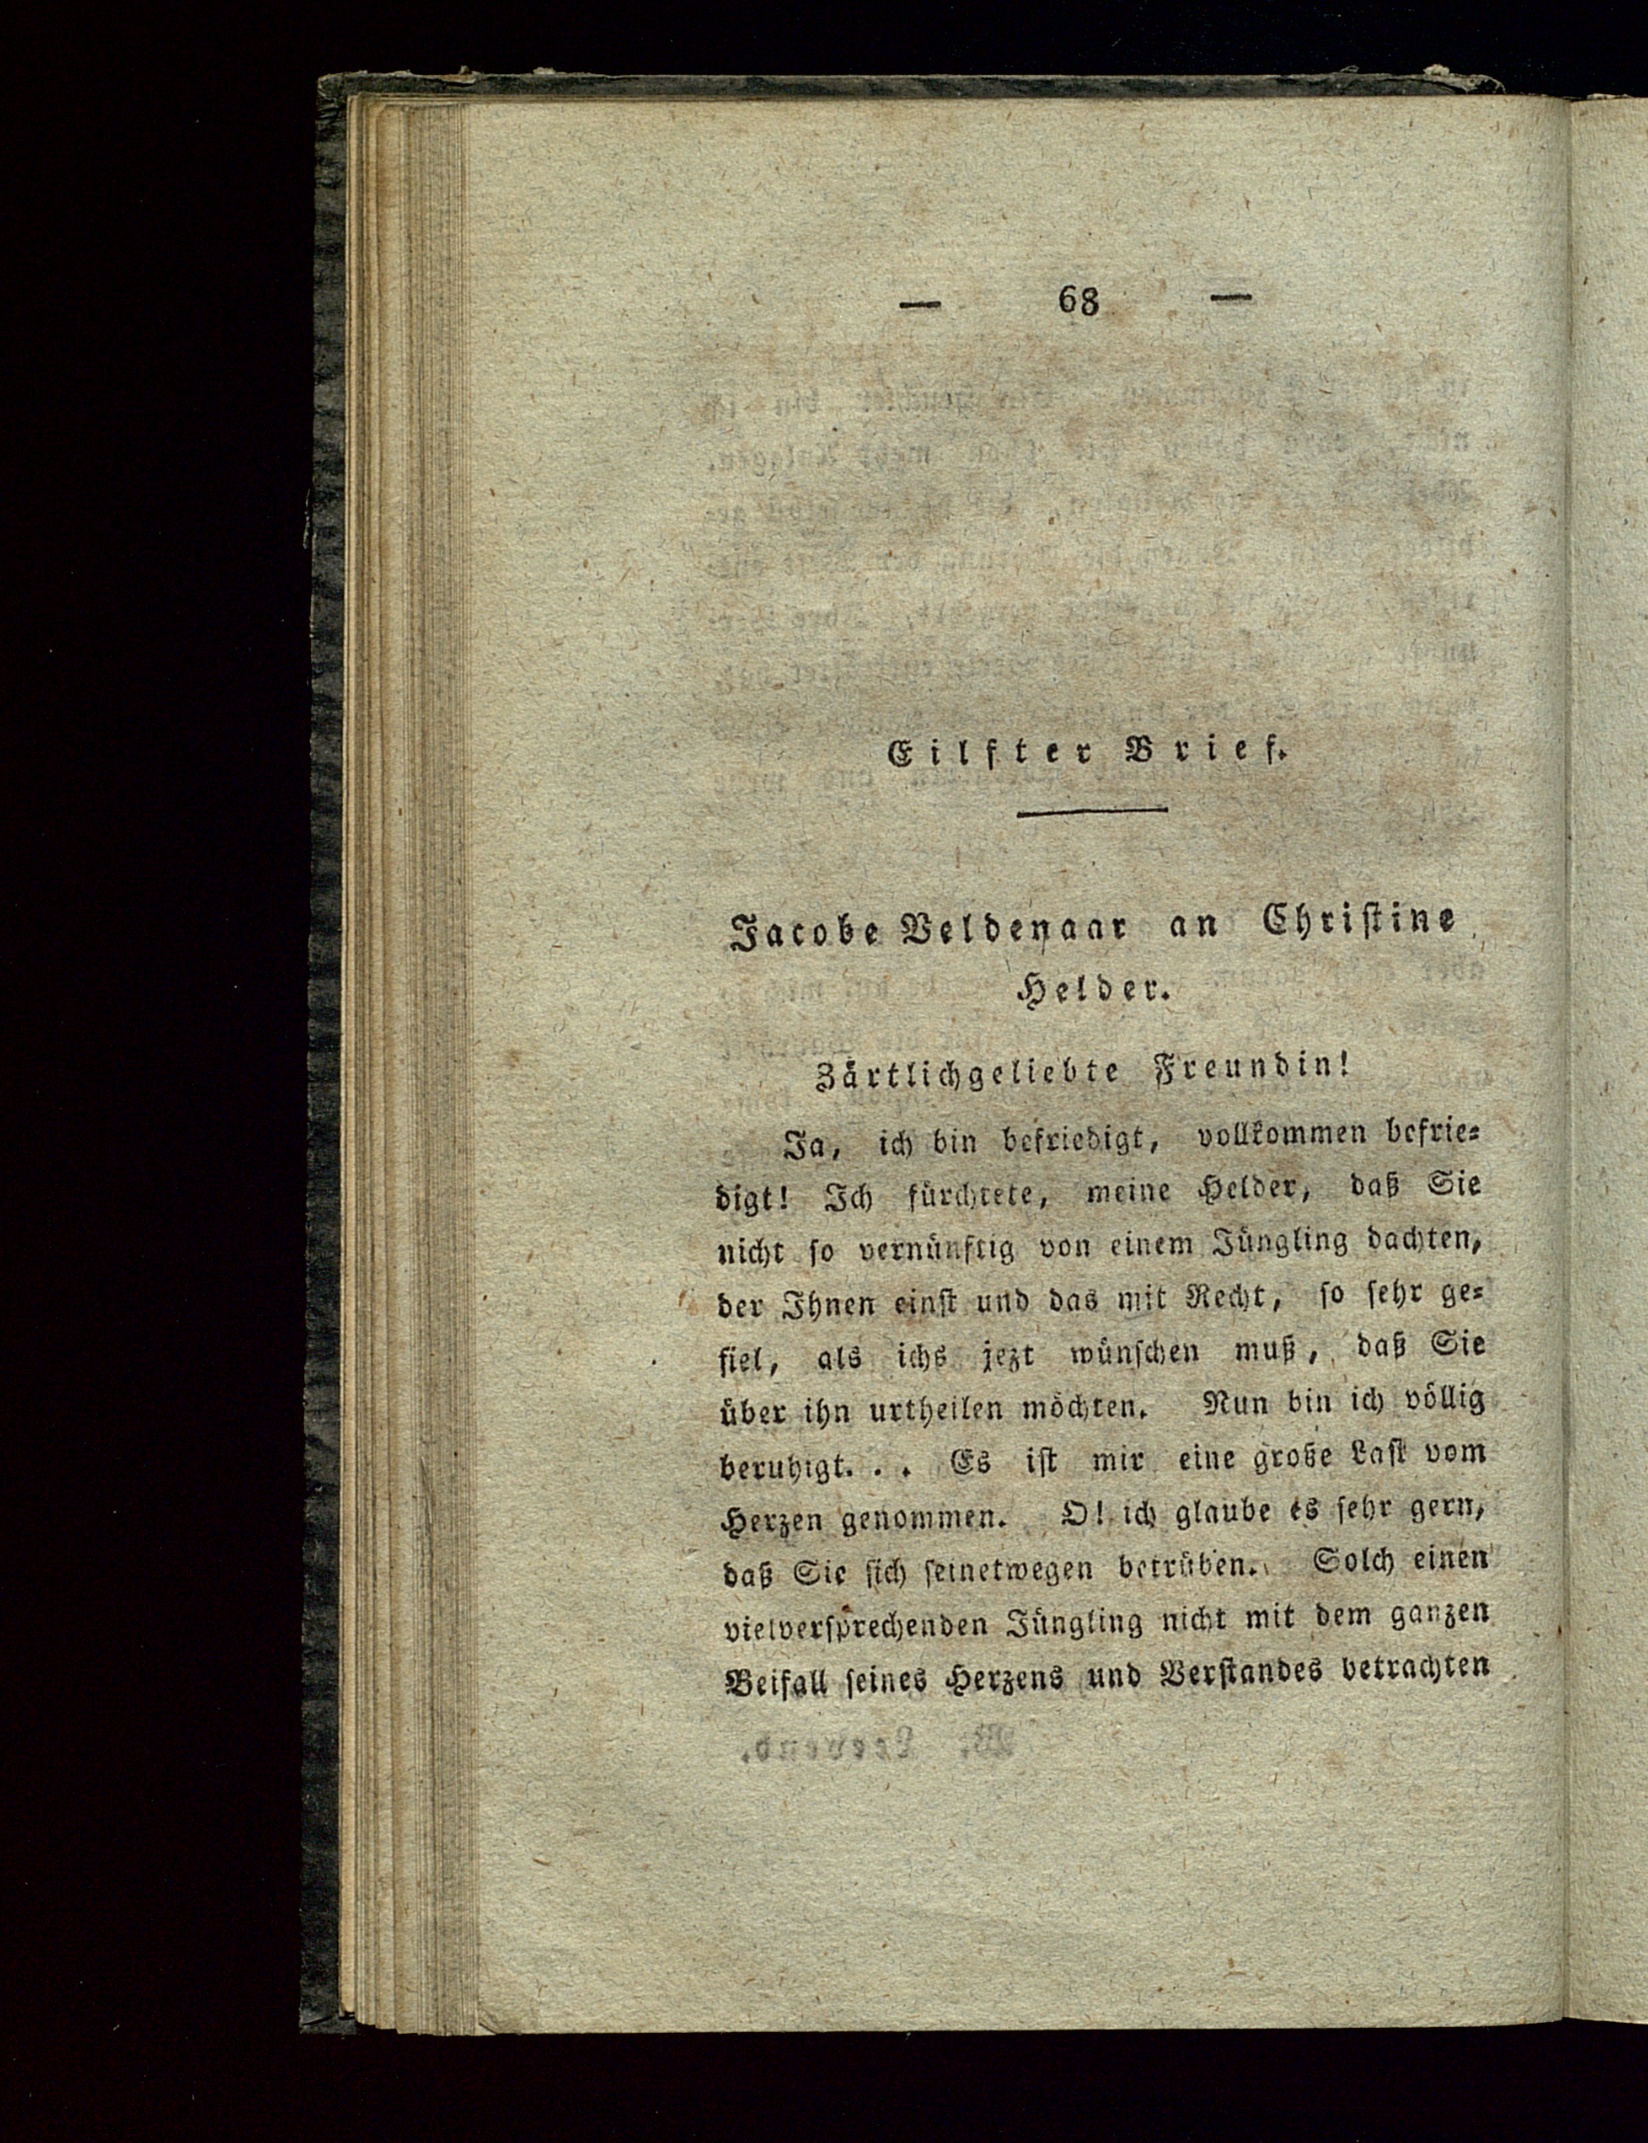 — 68 —
Eilfter Brief.
Jacobe Veldenaar an Christine
Helder.
Zärtlichgeliebte Freundin!
Ja, ich bin befriedigt, vollkommen befrie-
digt! Ich fürchtete, meine Helder, daß Sie
nicht so vernünftig von einem Jüngling dachten,
der Ihnen einst und das mit Recht, so sehr ge-
fiel, als ichs jezt wünschen muß, daß Sie
über ihn urtheilen möchten. Nun bin ich völlig
beruhigt. . . Es ist mir eine große Last vom
Herzen genommen. O! ich glaube es sehr gern,
daß Sie sich seinetwegen betrüben. Solch einen
vielversprechenden Jüngling nicht mit dem ganzen
Beifall seines Herzens und Verstandes betrachten